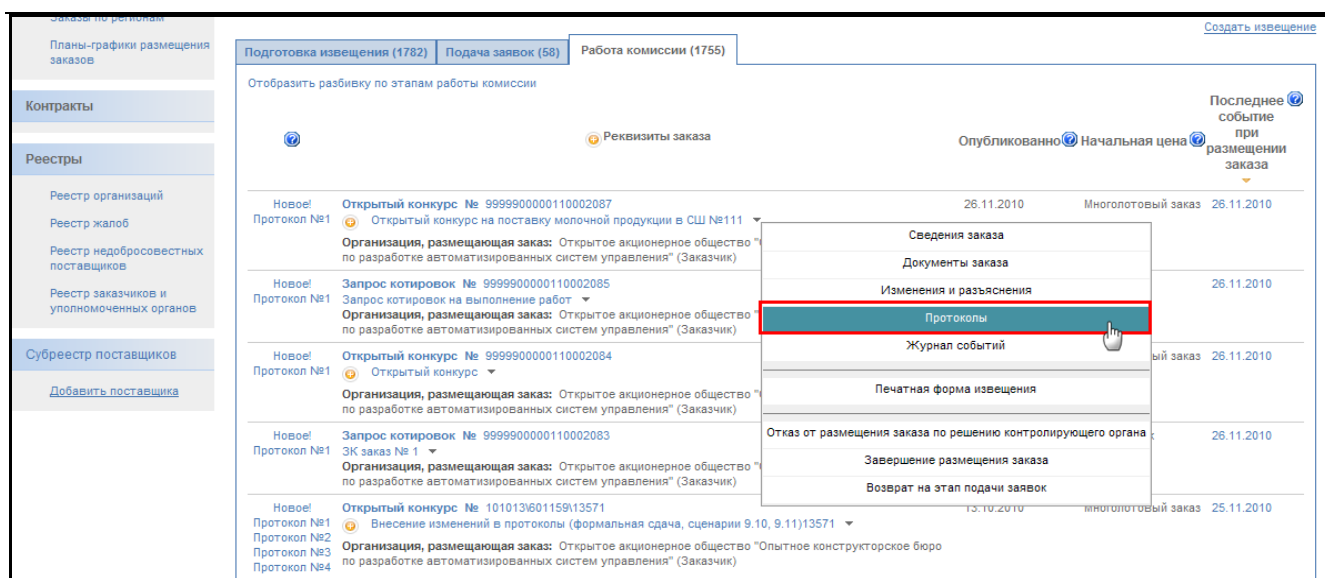 Заказы по регионам
Планы-графики размещения
заказов
Контракты
Реестры
Реестр организаций
Реестр жалоб
Реестр недобросовестных
поставщиков
Реестр заказчиков и
уполномоченных органов
Субреестр поставщиков
Добавить поставщика
Создать извещение
Подготовка извещения (1782) Подача заявок (58) Работа комиссии (1755)
Отобразить разбивку по этапам работы комиссии
Реквизиты заказа
Опубликованно Начальная цена
Последнее
событие
при
размещении
заказа
Новое! Открытый конкурс № 9999900000110002087 26.11.2010 Многолотовый заказ 26.11.2010
Протокол №1 Открытый конкурс на поставку молочной продукции в СШ №111
Организация, размещающая заказ: Открытое акционерное общество "
по разработке автоматизированных систем управления" (Заказчик)
Новое! Запрос котировок № 9999900000110002085 26.11.2010
Протокол №1 Запрос котировок на выполнение работ
Организация, размещающая заказ: Открытое акционерное общество "
по разработке автоматизированных систем управления" (Заказчик)
Новое! Открытый конкурс № 9999900000110002084
Протокол №1 Открытый конкурс ый заказ 26.11.2010
Организация, размещающая заказ: Открытое акционерное общество "
по разработке автоматизированных систем управления" (Заказчик)
Новое! Запрос котировок № 9999900000110002083 26.11.2010
Протокол №1 ЗК заказ № 1
Организация, размещающая заказ: Открытое акционерное общество "
по разработке автоматизированных систем управления" (Заказчик)
Новое! Открытый конкурс № 101013\601159\13571 13.10.2010 Многолотовый заказ 25.11.2010
Протокол №1 Внесение изменений в протоколы (формальная сдача, сценарии 9.10, 9.11)13571
Протокол №2
Организация, размещающая заказ: Открытое акционерное общество "Опытное конструкторское бюро
Протокол №3
по разработке автоматизированных систем управления" (Заказчик)
Протокол №4
Сведения заказа
Документы заказа
Изменения и разъяснения
Протоколы
Журнал событий
Печатная форма извещения
Отказ от размещения заказа по решению контролирующего органа
Завершение размещения заказа
Возврат на этап подачи заявок